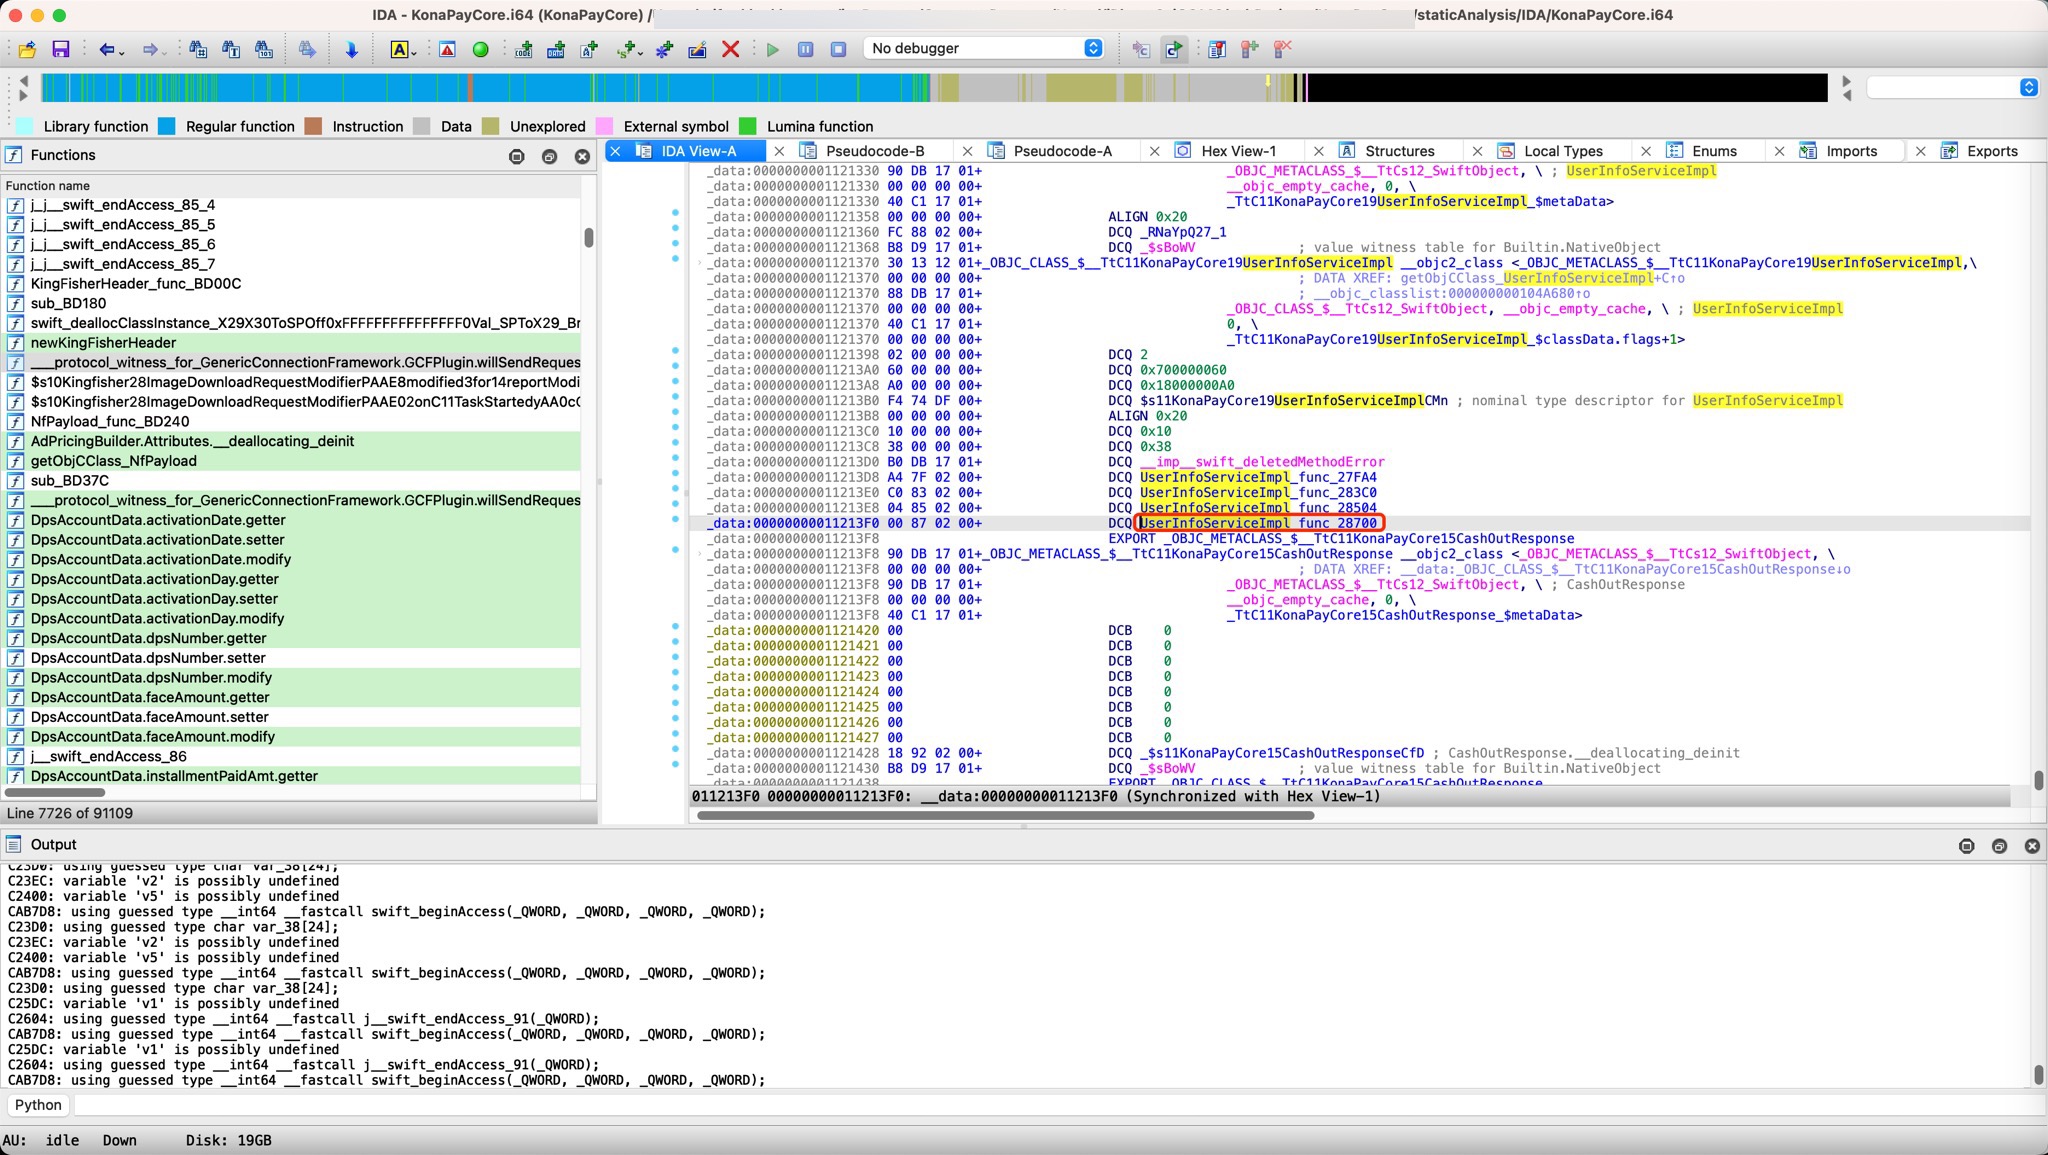 IDA - KonaPayCore.i64 (KonaPayCore) /
/staticAnalysis/IDA/KonaPayCore.i64
No debugger
Library function Regular function Instruction Data Unexplored External symbol Lumina function
Functions
IDA View-A Pseudocode-B Pseudocode-A Hex View-1 Structures Local Types Enums Imports Exports
Function name
j_j__swift_endAccess_85_4
j_j__swift_endAccess_85_5
j_j__swift_endAccess_85_6
j_j__swift_endAccess_85_7
KingFisherHeader_func_BD00C
sub_BD180
swift_deallocClassInstance_X29X30ToSPOff0xFFFFFFFFFFFFFFF0Val_SPToX29_Br
newKingFisherHeader
___protocol_witness_for_GenericConnectionFramework.GCFPlugin.willSendReques
$s10Kingfisher28ImageDownloadRequestModifierPAAE8modified3for14reportModi
$s10Kingfisher28ImageDownloadRequestModifierPAAE02onC11TaskStartedyAA0cC
NfPayload_func_BD240
AdPricingBuilder.Attributes.__deallocating_deinit
getObjCClass_NfPayload
sub_BD37C
___protocol_witness_for_GenericConnectionFramework.GCFPlugin.willSendReques
DpsAccountData.activationDate.getter
DpsAccountData.activationDate.setter
DpsAccountData.activationDate.modify
DpsAccountData.activationDay.getter
DpsAccountData.activationDay.setter
DpsAccountData.activationDay.modify
DpsAccountData.dpsNumber.getter
DpsAccountData.dpsNumber.setter
DpsAccountData.dpsNumber.modify
DpsAccountData.faceAmount.getter
DpsAccountData.faceAmount.setter
DpsAccountData.faceAmount.modify
j__swift_endAccess_86
DpsAccountData.installmentPaidAmt.getter
Line 7726 of 91109
_data:0000000001121330 90 DB 17 01+ _OBJC_METACLASS_$__TtCs12_SwiftObject, \ ; UserInfoServiceImpl
_data:0000000001121330 00 00 00 00+ __objc_empty_cache, 0, \
_data:0000000001121330 40 C1 17 01+ _TtC11KonaPayCore19UserInfoServiceImpl_$metaData>
_data:0000000001121358 00 00 00 00+ ALIGN 0x20
_data:0000000001121360 FC 88 02 00+ DCQ _RNaYpQ27_1
_data:0000000001121368 B8 D9 17 01+ DCQ _$sBoWV ; value witness table for Builtin.NativeObject
_data:0000000001121370 30 13 12 01+_OBJC_CLASS_$__TtC11KonaPayCore19UserInfoServiceImpl __objc2_class <_OBJC_METACLASS_$__TtC11KonaPayCore19UserInfoServiceImpl,\
_data:0000000001121370 00 00 00 00+ ; DATA XREF: getObjCClass_UserInfoServiceImpl+C↑o
_data:0000000001121370 88 DB 17 01+ ; __objc_classlist:000000000104A680↑o
_data:0000000001121370 00 00 00 00+ _OBJC_CLASS_$__TtCs12_SwiftObject, __objc_empty_cache, \ ; UserInfoServiceImpl
_data:0000000001121370 40 C1 17 01+ 0, \
_data:0000000001121370 00 00 00 00+ _TtC11KonaPayCore19UserInfoServiceImpl_$classData.flags+1>
_data:0000000001121398 02 00 00 00+ DCQ 2
_data:00000000011213A0 60 00 00 00+ DCQ 0x700000060
_data:00000000011213A8 A0 00 00 00+ DCQ 0x18000000A0
_data:00000000011213B0 F4 74 DF 00+ DCQ $s11KonaPayCore19UserInfoServiceImplCMn ; nominal type descriptor for UserInfoServiceImpl
_data:00000000011213B8 00 00 00 00+ ALIGN 0x20
_data:00000000011213C0 10 00 00 00+ DCQ 0x10
_data:00000000011213C8 38 00 00 00+ DCQ 0x38
_data:00000000011213D0 B0 DB 17 01+ DCQ __imp__swift_deletedMethodError
_data:00000000011213D8 A4 7F 02 00+ DCQ UserInfoServiceImpl_func_27FA4
_data:00000000011213E0 C0 83 02 00+ DCQ UserInfoServiceImpl_func_283C0
_data:00000000011213E8 04 85 02 00+ DCQ UserInfoServiceImpl_func_28504
_data:00000000011213F0 00 87 02 00+ DCQ UserInfoServiceImpl_func_28700
_data:00000000011213F8 EXPORT _OBJC_METACLASS_$__TtC11KonaPayCore15CashOutResponse
_data:00000000011213F8 90 DB 17 01+_OBJC_METACLASS_$__TtC11KonaPayCore15CashOutResponse __objc2_class <_OBJC_METACLASS_$__TtCs12_SwiftObject, \
_data:00000000011213F8 00 00 00 00+ ; DATA XREF: __data:_OBJC_CLASS_$__TtC11KonaPayCore15CashOutResponse↓o
_data:00000000011213F8 90 DB 17 01+ _OBJC_METACLASS_$__TtCs12_SwiftObject, \ ; CashOutResponse
_data:00000000011213F8 00 00 00 00+ __objc_empty_cache, 0, \
_data:00000000011213F8 40 C1 17 01+ _TtC11KonaPayCore15CashOutResponse_$metaData>
_data:0000000001121420 00 DCB 0
_data:0000000001121421 00 DCB 0
_data:0000000001121422 00 DCB 0
_data:0000000001121423 00 DCB 0
_data:0000000001121424 00 DCB 0
_data:0000000001121425 00 DCB 0
_data:0000000001121426 00 DCB 0
_data:0000000001121427 00 DCB 0
_data:0000000001121428 18 92 02 00+ DCQ _$s11KonaPayCore15CashOutResponseCfD ; CashOutResponse.__deallocating_deinit
_data:0000000001121430 B8 D9 17 01+ DCQ _$sBoWV ; value witness table for Builtin.NativeObject
_data:0000000001121438 EXPORT _OBJC_CLASS_$__TtC11KonaPayCore15CashOutResponse
011213F0 00000000011213F0: __data:00000000011213F0 (Synchronized with Hex View-1)
Output
C23D0: using guessed type char var_38[24];
C23EC: variable 'v2' is possibly undefined
C2400: variable 'v5' is possibly undefined
CAB7D8: using guessed type __int64 __fastcall swift_beginAccess(_QWORD, _QWORD, _QWORD, _QWORD);
C23D0: using guessed type char var_38[24];
C23EC: variable 'v2' is possibly undefined
C2400: variable 'v5' is possibly undefined
CAB7D8: using guessed type __int64 __fastcall swift_beginAccess(_QWORD, _QWORD, _QWORD, _QWORD);
C23D0: using guessed type char var_38[24];
C25DC: variable 'v1' is possibly undefined
C2604: using guessed type __int64 __fastcall j__swift_endAccess_91(_QWORD);
CAB7D8: using guessed type __int64 __fastcall swift_beginAccess(_QWORD, _QWORD, _QWORD, _QWORD);
C25DC: variable 'v1' is possibly undefined
C2604: using guessed type __int64 __fastcall j__swift_endAccess_91(_QWORD);
CAB7D8: using guessed type __int64 __fastcall swift_beginAccess(_QWORD, _QWORD, _QWORD, _QWORD);
Python
AU: idle Down Disk: 19GB